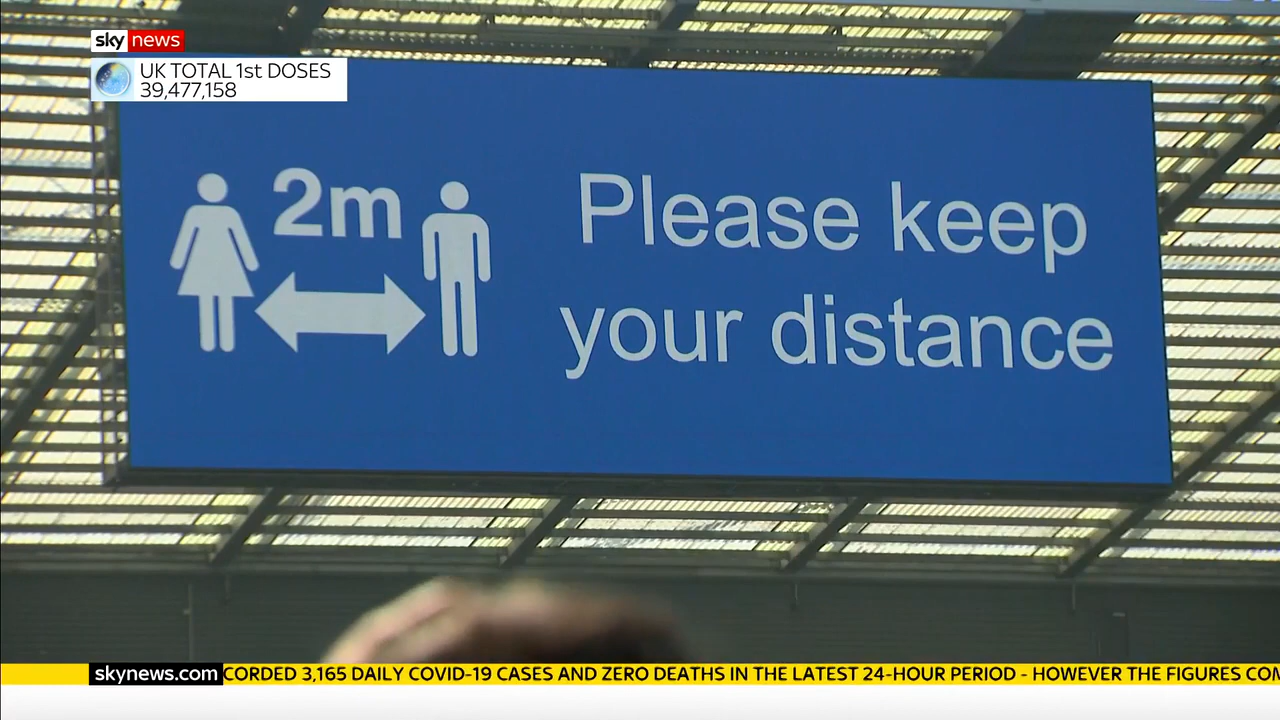 sky news
UK TOTAL 1st DOSES
39,477,158
2m
Please keep
your distance
skynews.com
CORDED 3,165 DAILY COVID-19 CASES AND ZERO DEATHS IN THE LATEST 24-HOUR PERIOD - HOWEVER THE FIGURES COM